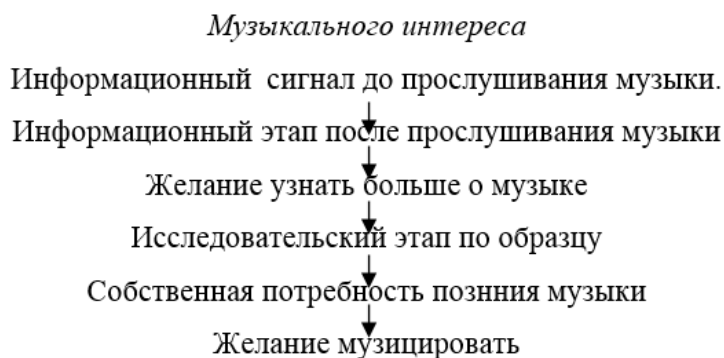 Музыкального интереса
Информационный сигнал до прослушивания музыки.
Информационный этап после прослушивания музыки
Желание узнать больше о музыке
Исследовательский этап по образцу
Собственная потребность познния музыки
Желание музицировать